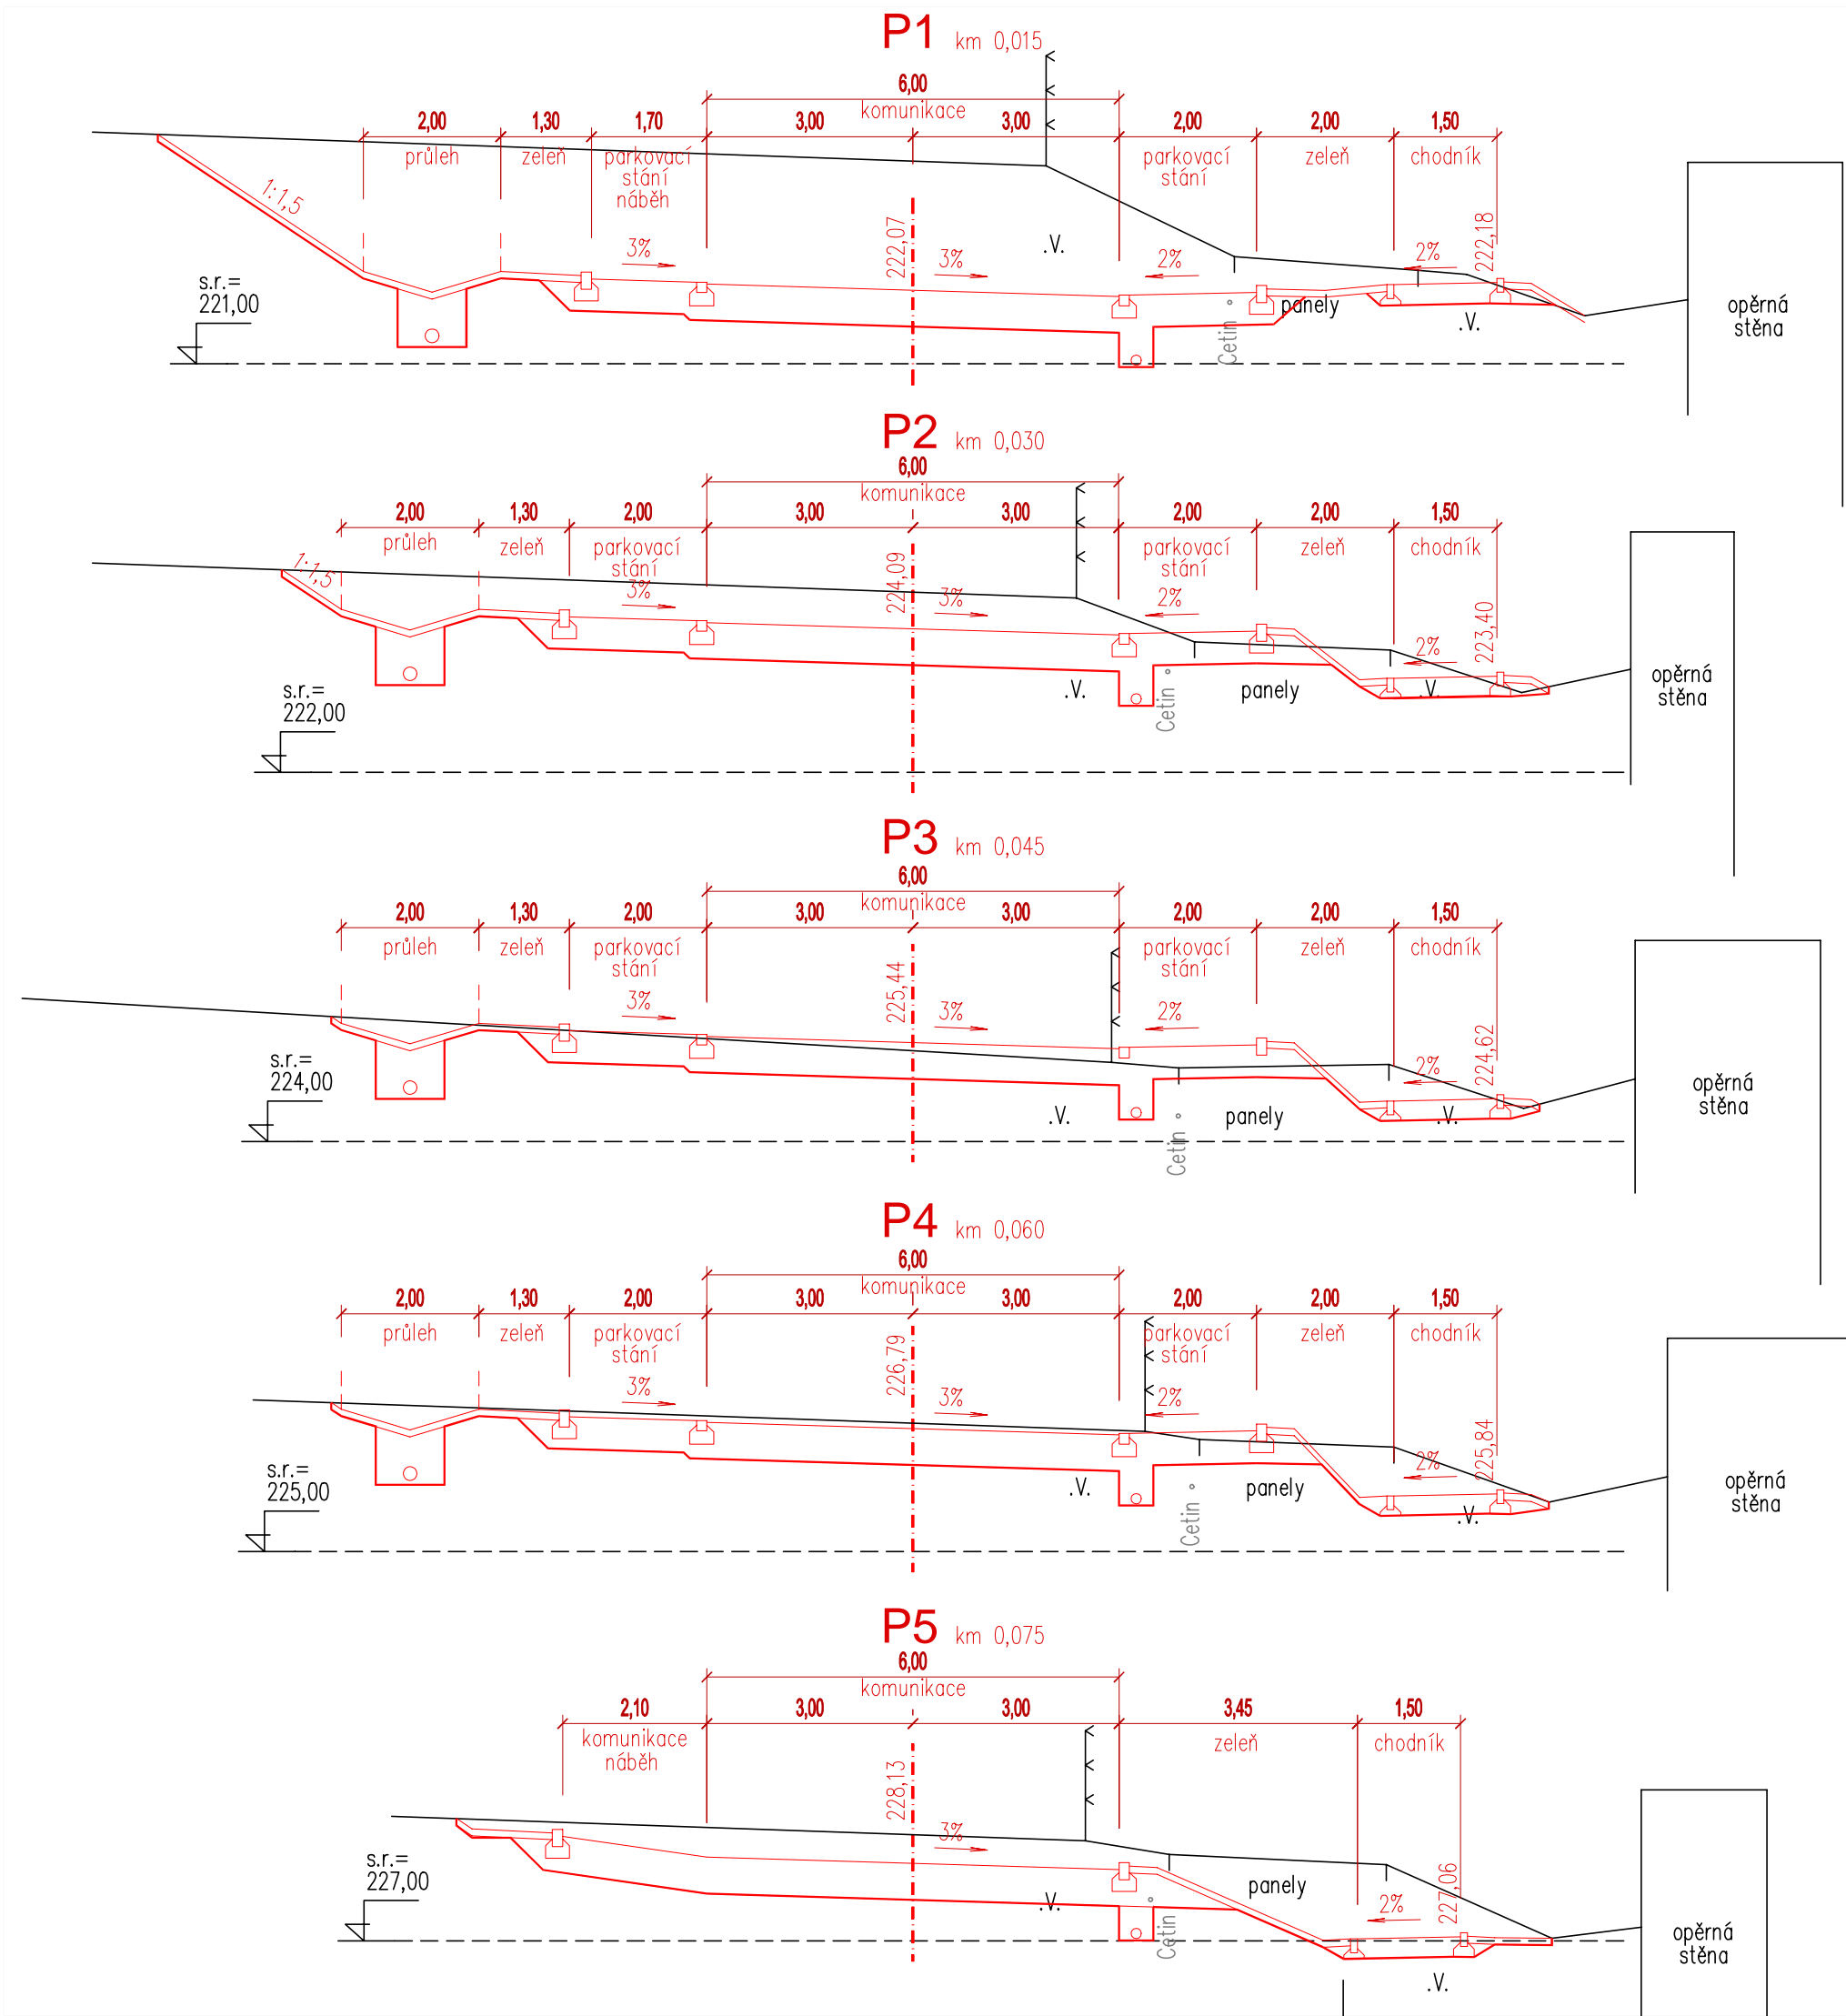 P1 km 0,015
6,00
komunikace
2,00 1,30 1,70 3,00 3,00 2,00 2,00 1,50
průleh zeleň parkovací stání náběh parkovací stání zeleň chodník
1:1,5
3% 222,07 3% .V. 2% 2% 222,18
s.r.=
221,00
Cetin panely .V.
opěrná
stěna
P2 km 0,030
6,00
komunikace
2,00 1,30 2,00 3,00 3,00 2,00 2,00 1,50
průleh zeleň parkovací stání parkovací stání zeleň chodník
1:1,5
3% 224,09 3% 2% 2% 223,40
s.r.=
222,00
.V. Cetin panely .V.
opěrná
stěna
P3 km 0,045
6,00
komunikace
2,00 1,30 2,00 3,00 3,00 2,00 2,00 1,50
průleh zeleň parkovací stání parkovací stání zeleň chodník
3% 225,44 3% 2% 2% 224,62
s.r.=
224,00
.V. Cetin panely .V.
opěrná
stěna
P4 km 0,060
6,00
komunikace
2,00 1,30 2,00 3,00 3,00 2,00 2,00 1,50
průleh zeleň parkovací stání parkovací stání zeleň chodník
3% 226,79 3% 2% 2% 225,84
s.r.=
225,00
.V. Cetin panely .V.
opěrná
stěna
P5 km 0,075
6,00
komunikace
2,10 3,00 3,00 3,45 1,50
komunikace náběh zeleň chodník
228,13 3% 2% 227,06
s.r.=
227,00
.V. Cetin panely .V.
opěrná
stěna